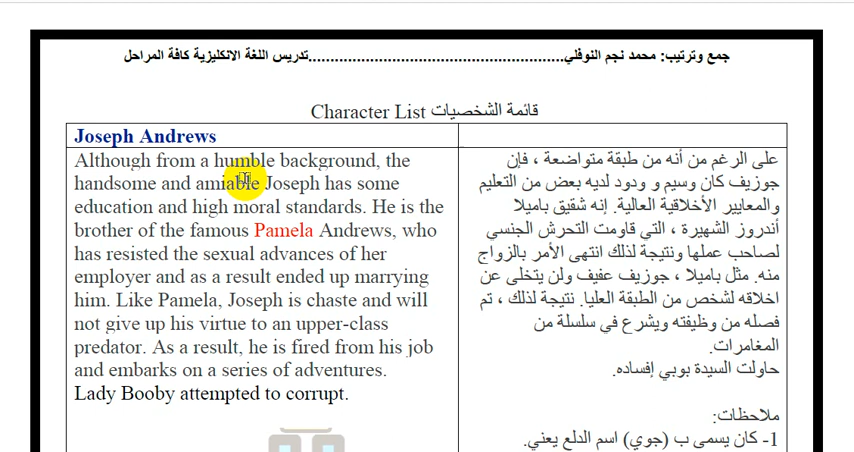 جمع وترتيب: محمد نجم النوفلي..............................................................تدريس اللغة الانكليزية كافة المراحل
قائمة الشخصيات Character List
Joseph Andrews
Although from a humble background, the
handsome and amiable Joseph has some
education and high moral standards. He is the
brother of the famous Pamela Andrews, who
has resisted the sexual advances of her
employer and as a result ended up marrying
him. Like Pamela, Joseph is chaste and will
not give up his virtue to an upper-class
predator. As a result, he is fired from his job
and embarks on a series of adventures.
Lady Booby attempted to corrupt.
على الرغم من أنه من طبقة متواضعة ، فإن
جوزيف كان وسيم و ودود لديه بعض من التعليم
والمعايير الأخلاقية العالية. إنه شقيق باميلا
أندروز الشهيرة ، التي قاومت التحرش الجنسي
لصاحب عملها ونتيجة لذلك انتهى الأمر بالزواج
منه. مثل باميلا ، جوزيف عفيف ولن يتخلى عن
اخلاقه لشخص من الطبقة العليا. نتيجة لذلك ، تم
فصله من وظيفته ويشرع في سلسلة من
المغامرات.
حاولت السيدة بوبي إفساده.
ملاحظات:
1- كان يسمى ب (جوي) اسم الدلع يعني.